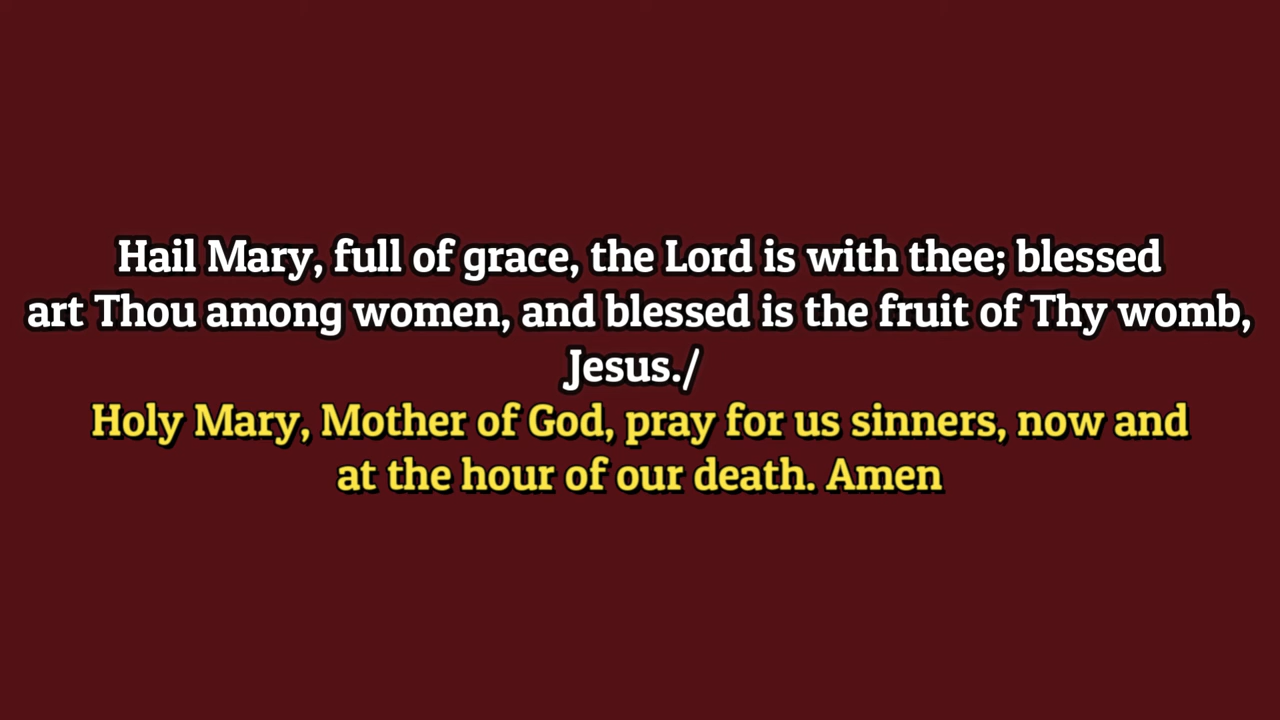 Hail Mary, full of grace, the Lord is with thee; blessed
art Thou among women, and blessed is the fruit of Thy womb,
Jesus./
Holy Mary, Mother of God, pray for us sinners, now and
at the hour of our death. Amen